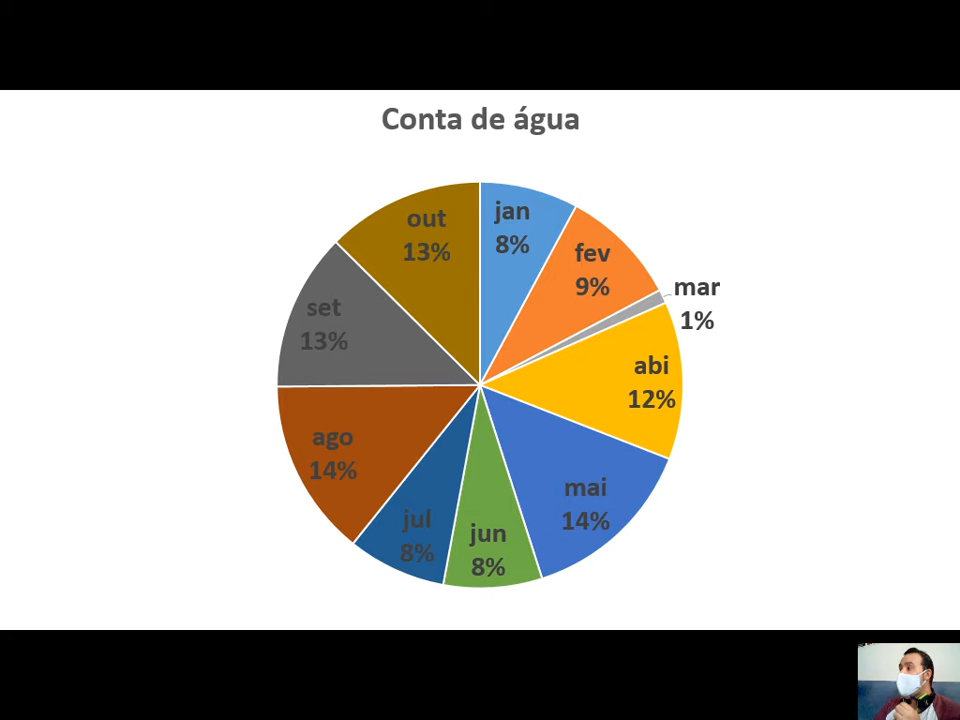 Conta de água
jan
8%
fev
9%
mar
1%
abi
12%
mai
14%
jun
8%
jul
8%
ago
14%
set
13%
out
13%